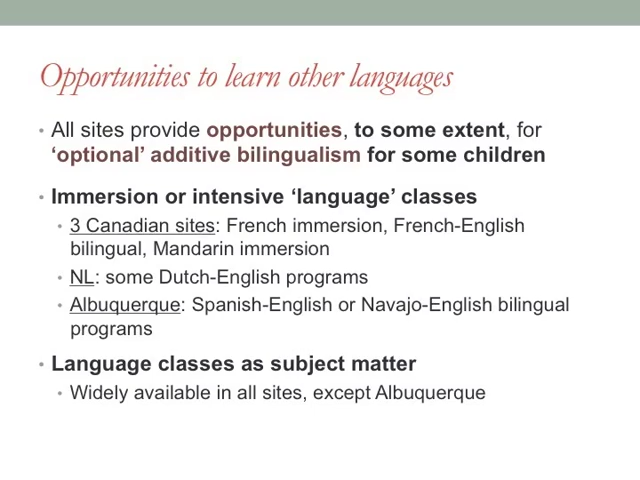 Opportunities to learn other languages
• All sites provide opportunities, to some extent, for
‘optional’ additive bilingualism for some children
• Immersion or intensive ‘language’ classes
• 3 Canadian sites: French immersion, French-English
bilingual, Mandarin immersion
• NL: some Dutch-English programs
• Albuquerque: Spanish-English or Navajo-English bilingual
programs
• Language classes as subject matter
• Widely available in all sites, except Albuquerque